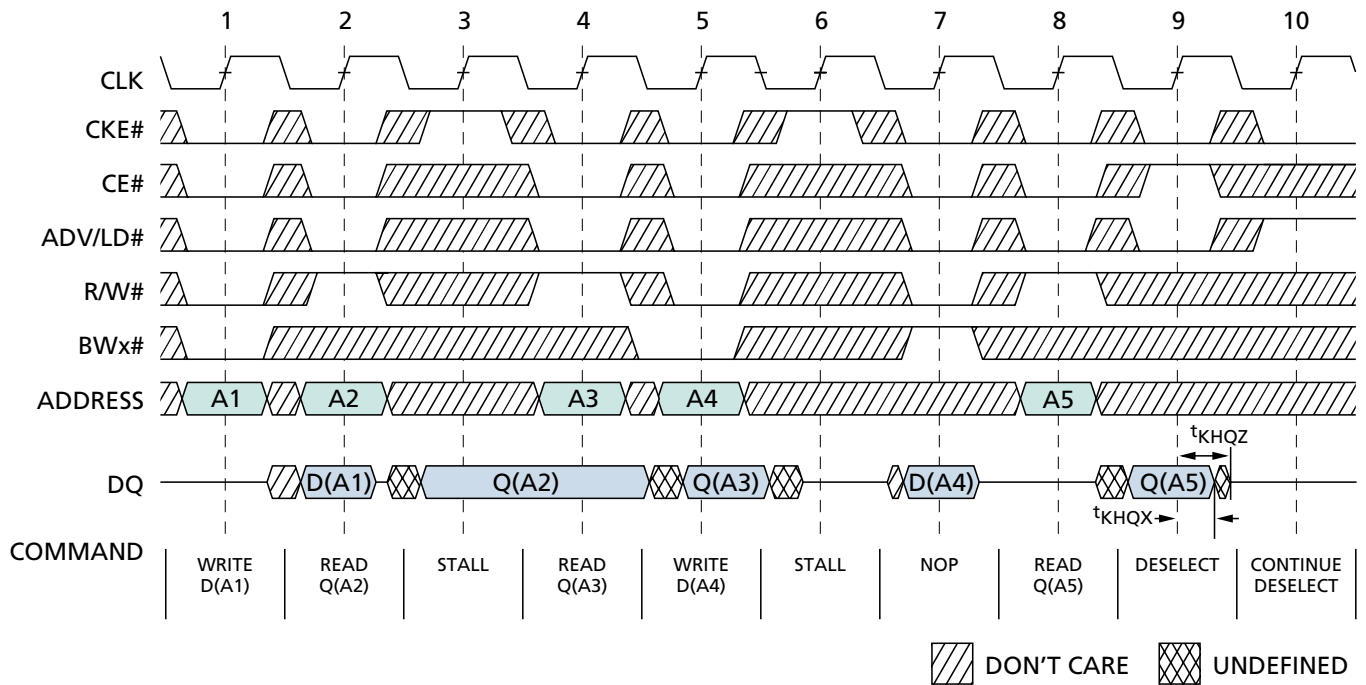 1 2 3 4 5 6 7 8 9 10
CLK
CKE#
CE#
ADV/LD#
R/W#
BWx#
ADDRESS A1 A2 A3 A4 A5
tKHQZ
DQ D(A1) Q(A2) Q(A3) D(A4) Q(A5)
tKHQX
COMMAND
WRITE READ STALL READ WRITE STALL NOP READ DESELECT CONTINUE
D(A1) Q(A2) Q(A3) D(A4) Q(A5) DESELECT
DON'T CARE UNDEFINED